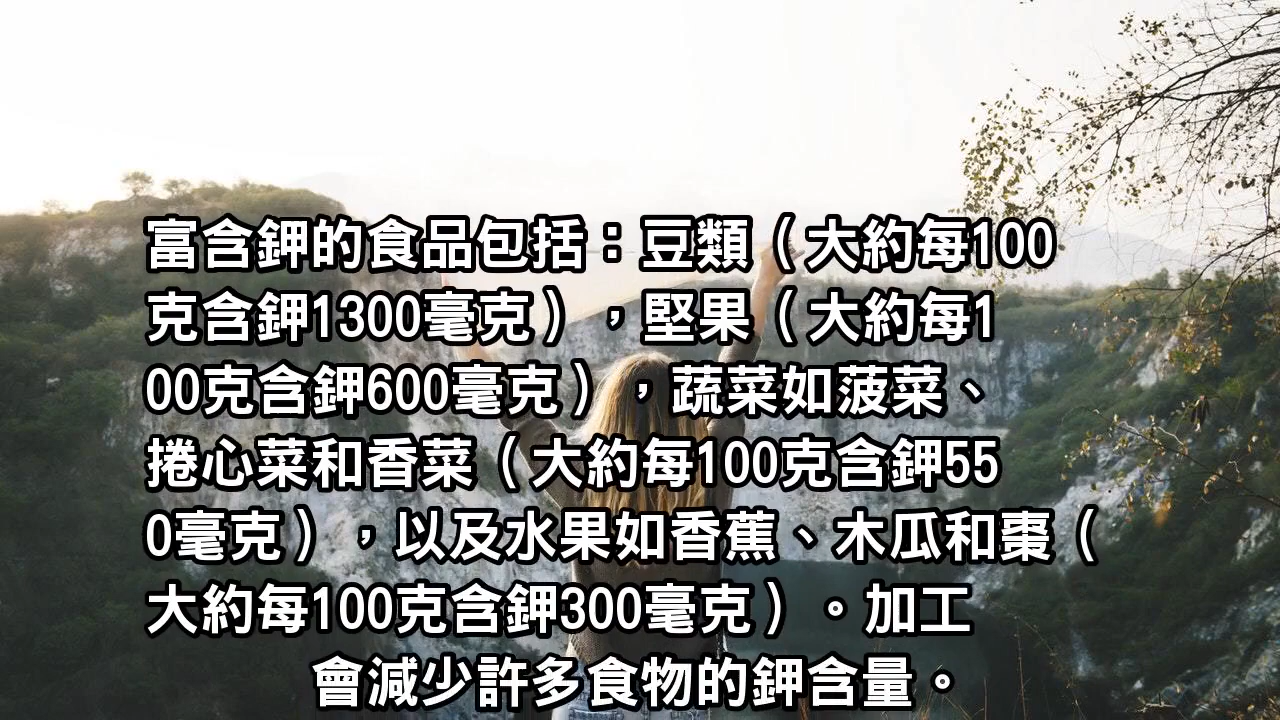 富含鉀的食品包括：豆類（大約每100
克含鉀1300毫克），堅果（大約每1
00克含鉀600毫克），蔬菜如菠菜、
捲心菜和香菜（大約每100克含鉀55
0毫克），以及水果如香蕉、木瓜和棗（
大約每100克含鉀300毫克）。加工
會減少許多食物的鉀含量。